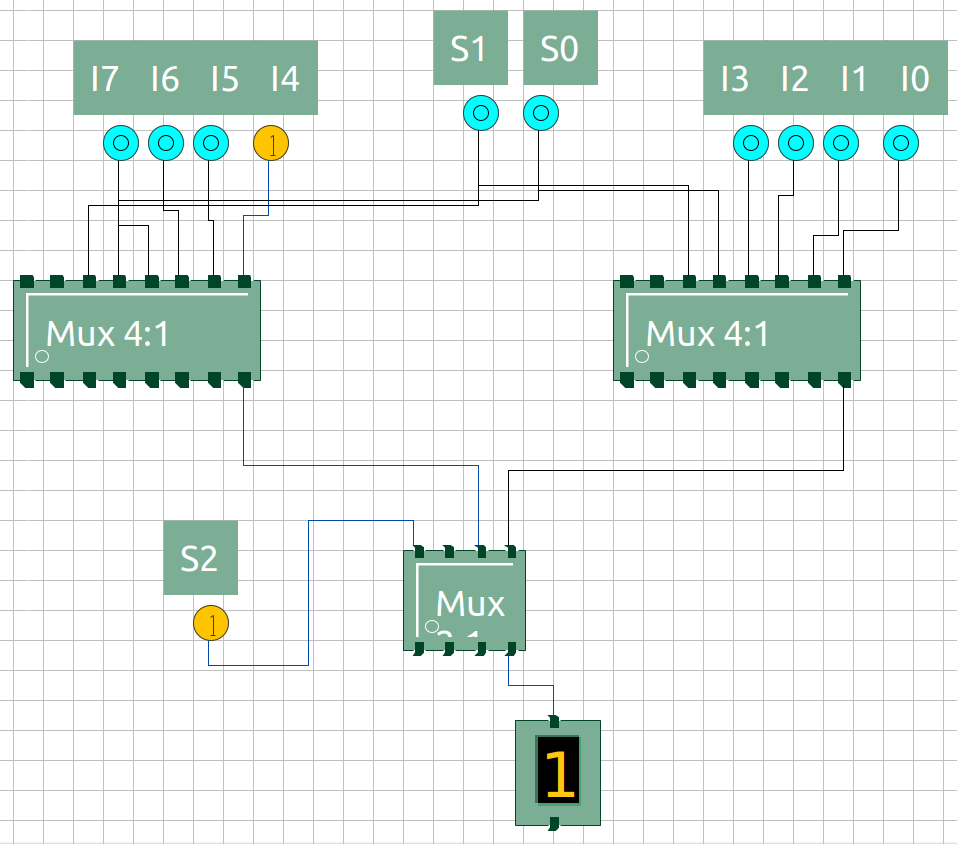 S1 S0
I7 I6 I5 I4
I3 I2 I1 I0
1
Mux 4:1
Mux 4:1
S2
Mux
1
1